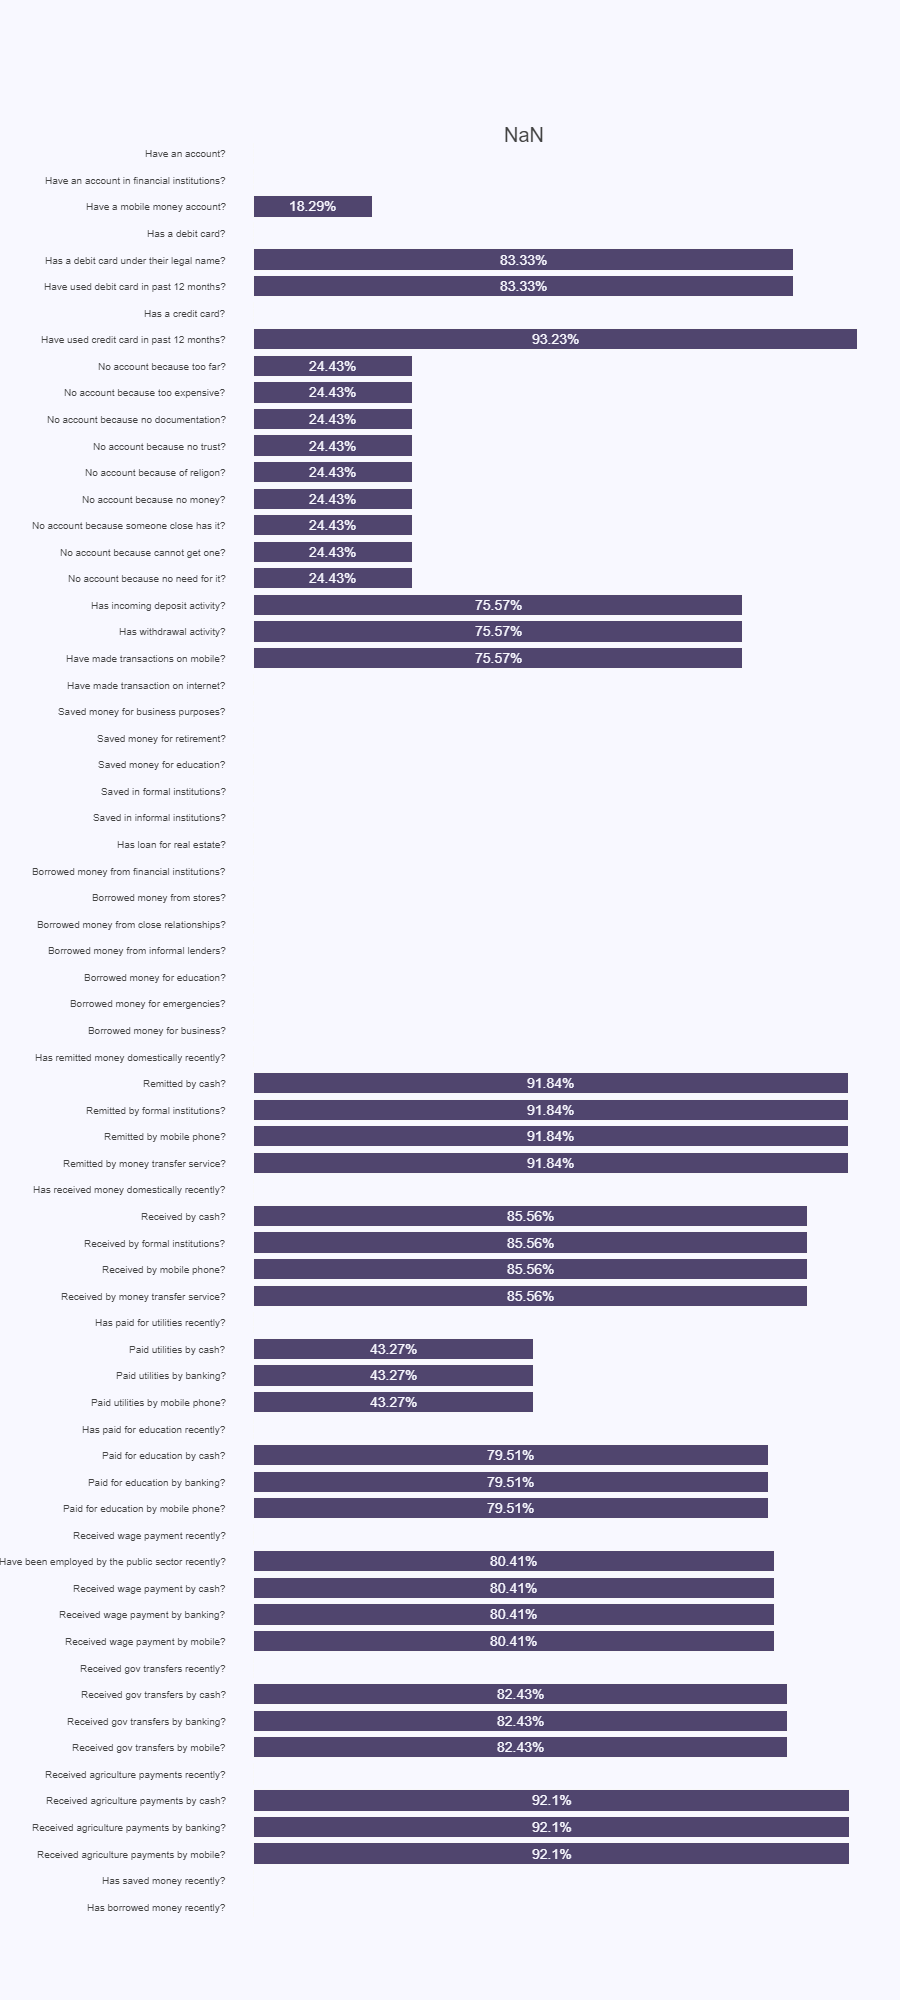 NaN
Have an account?
Have an account in financial institutions?
Have a mobile money account? 18.29%
Has a debit card?
Has a debit card under their legal name? 83.33%
Have used debit card in past 12 months? 83.33%
Has a credit card?
Have used credit card in past 12 months? 93.23%
No account because too far? 24.43%
No account because too expensive? 24.43%
No account because no documentation? 24.43%
No account because no trust? 24.43%
No account because of religon? 24.43%
No account because no money? 24.43%
No account because someone close has it? 24.43%
No account because cannot get one? 24.43%
No account because no need for it? 24.43%
Has incoming deposit activity? 75.57%
Has withdrawal activity? 75.57%
Have made transactions on mobile? 75.57%
Have made transaction on internet?
Saved money for business purposes?
Saved money for retirement?
Saved money for education?
Saved in formal institutions?
Saved in informal institutions?
Has loan for real estate?
Borrowed money from financial institutions?
Borrowed money from stores?
Borrowed money from close relationships?
Borrowed money from informal lenders?
Borrowed money for education?
Borrowed money for emergencies?
Borrowed money for business?
Has remitted money domestically recently?
Remitted by cash? 91.84%
Remitted by formal institutions? 91.84%
Remitted by mobile phone? 91.84%
Remitted by money transfer service? 91.84%
Has received money domestically recently?
Received by cash? 85.56%
Received by formal institutions? 85.56%
Received by mobile phone? 85.56%
Received by money transfer service? 85.56%
Has paid for utilities recently?
Paid utilities by cash? 43.27%
Paid utilities by banking? 43.27%
Paid utilities by mobile phone? 43.27%
Has paid for education recently?
Paid for education by cash? 79.51%
Paid for education by banking? 79.51%
Paid for education by mobile phone? 79.51%
Received wage payment recently?
Have been employed by the public sector recently? 80.41%
Received wage payment by cash? 80.41%
Received wage payment by banking? 80.41%
Received wage payment by mobile? 80.41%
Received gov transfers recently?
Received gov transfers by cash? 82.43%
Received gov transfers by banking? 82.43%
Received gov transfers by mobile? 82.43%
Received agriculture payments recently?
Received agriculture payments by cash? 92.1%
Received agriculture payments by banking? 92.1%
Received agriculture payments by mobile? 92.1%
Has saved money recently?
Has borrowed money recently?